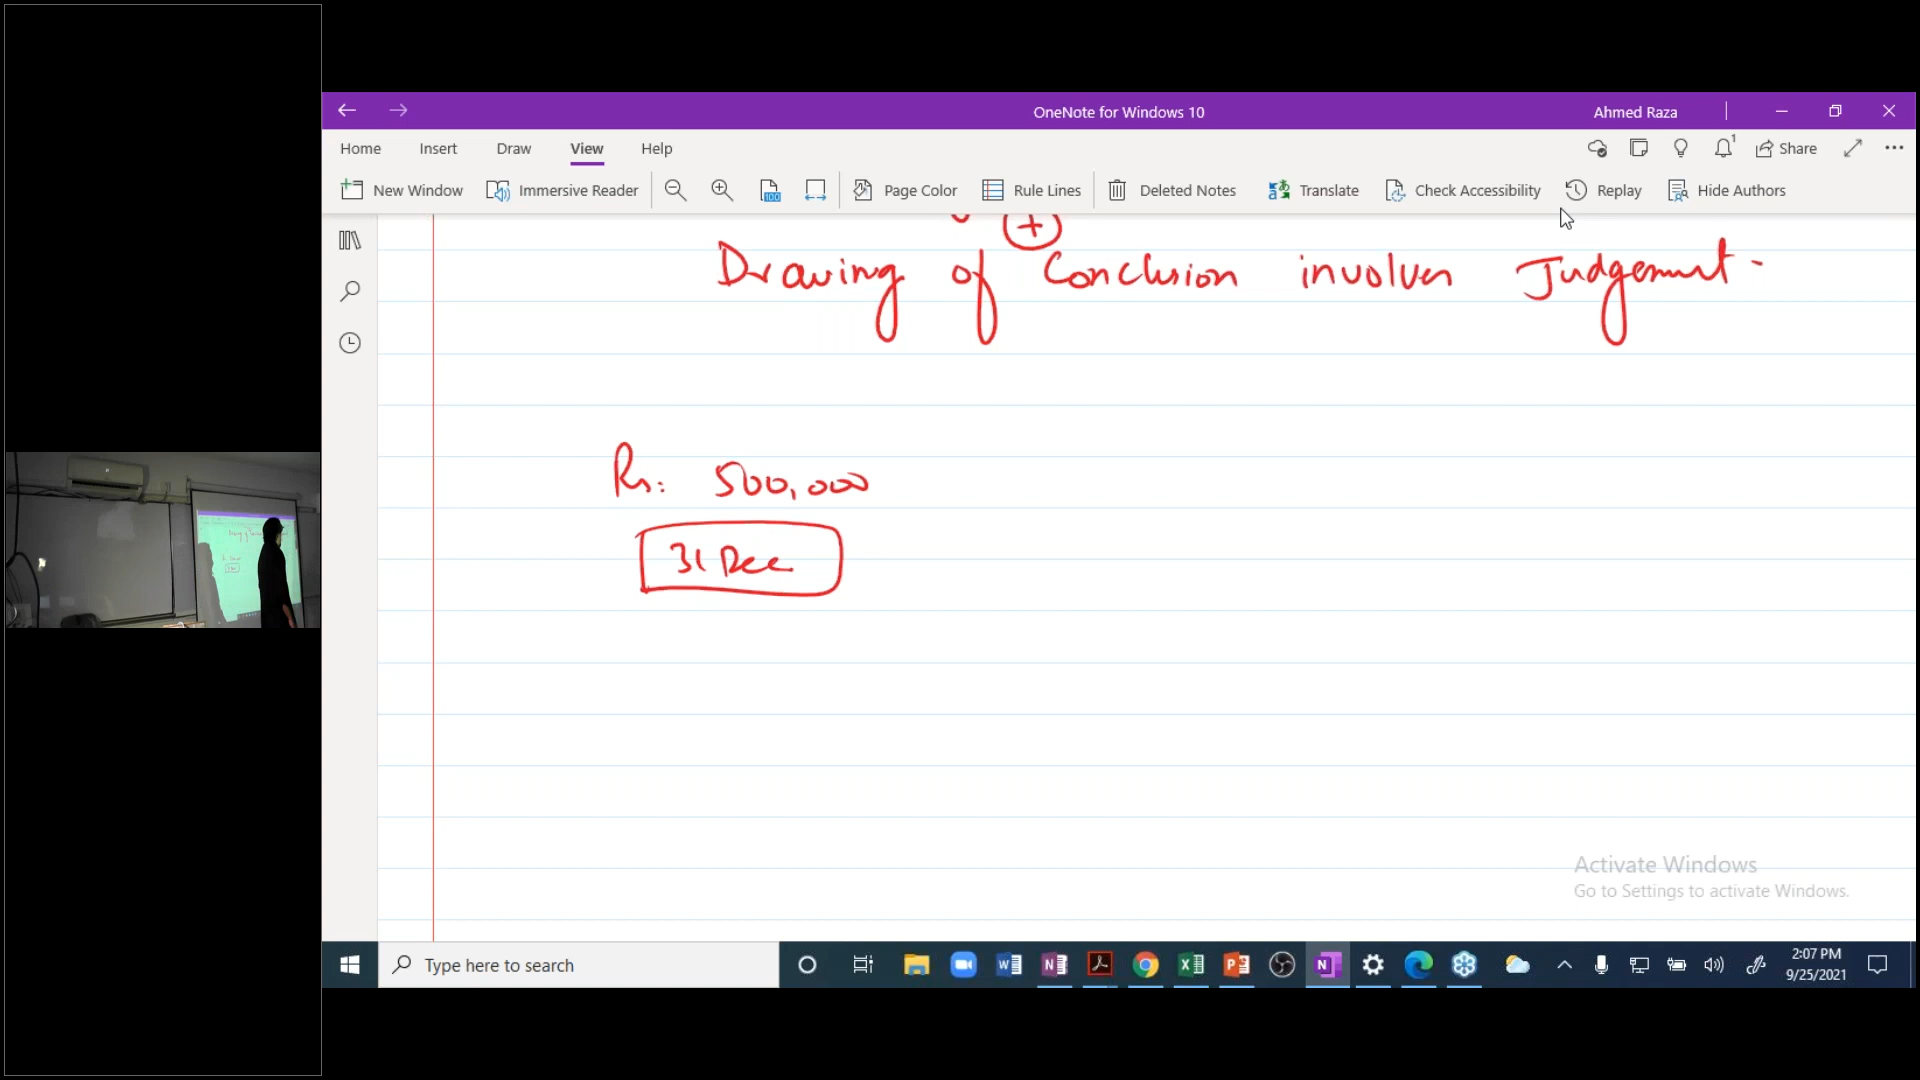 OneNote for Windows 10 Ahmed Raza
Home Insert Draw View Help 1 Share
New Window Immersive Reader 100 Page Color Rule Lines Deleted Notes Translate Check Accessibility Replay Hide Authors
+
Drawing of Conclusion involves Judgement.
Rs. 500,000
31 Dec
Activate Windows
Go to Settings to activate Windows.
Type here to search
2:07 PM
9/25/2021